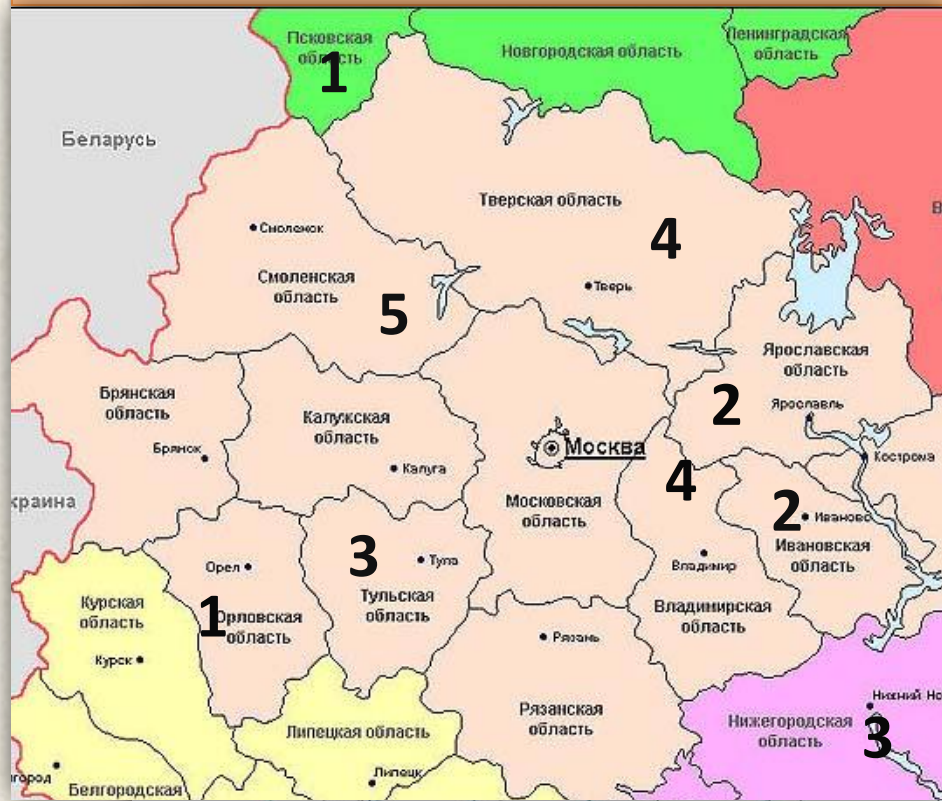 Псковская
область
1
Новгородская область
Ленинградская
область
Беларусь
Тверская область
4
Тверь
Смоленск
Смоленская
область
5
Ярославская
область
Ярославль
2
Брянская
область
Брянск
Калужская
область
Калуга
Москва
Московская
область
Кострома
4
2
Иваново
Ивановская
область
краина
Орел
1
Орловская
область
3
Тула
Тульская
область
Владимир
Владимирская
область
Курская
область
Курск
Рязань
Рязанская
область
Липецкая область
Липецк
Нижний Но
Нижегородская
область
3
город
Белгородская
В